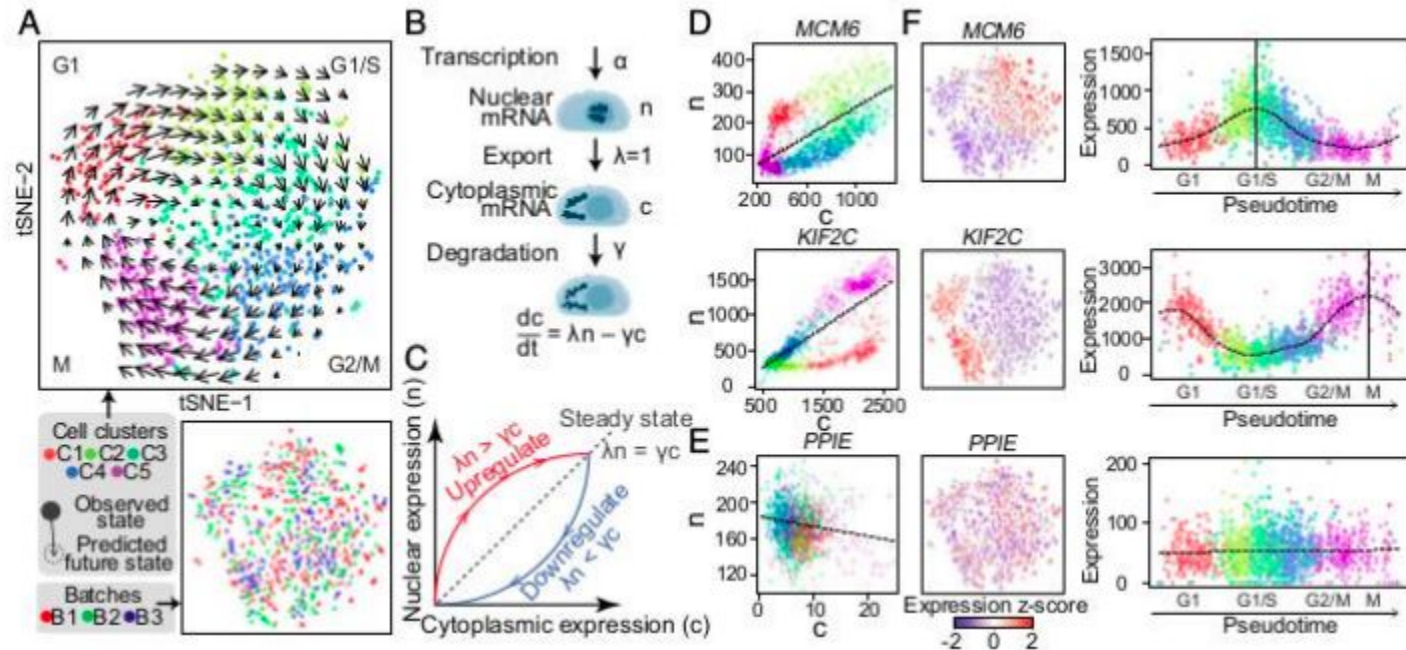 A
G1
G1/S
M
G2/M
tSNE-2
tSNE-1
Cell clusters
C1 C2 C3
C4 C5
Observed
state
Predicted
future state
Batches
B1 B2 B3
B
Transcription
α
Nuclear
mRNA
n
Export
λ=1
Cytoplasmic
mRNA
c
Degradation
γ
dc
dt
= λn − γc
C
Nuclear expression (n)
Cytoplasmic expression (c)
λn > γc
Upregulate
Steady state
λn = γc
Downregulate
λn < γc
D
MCM6
n
400
300
200
100
200
600
1000
c
KIF2C
n
1500
1000
500
0
500
1500
2500
E
PPIE
n
240
200
160
120
0
10
20
c
F
MCM6
Expression
1500
1000
500
0
G1
G1/S
G2/M
M
Pseudotime
KIF2C
Expression
3000
2000
1000
0
G1
G1/S
G2/M
M
Pseudotime
PPIE
Expression z-score
-2
0
2
Expression
200
100
50
0
G1
G1/S
G2/M
M
Pseudotime